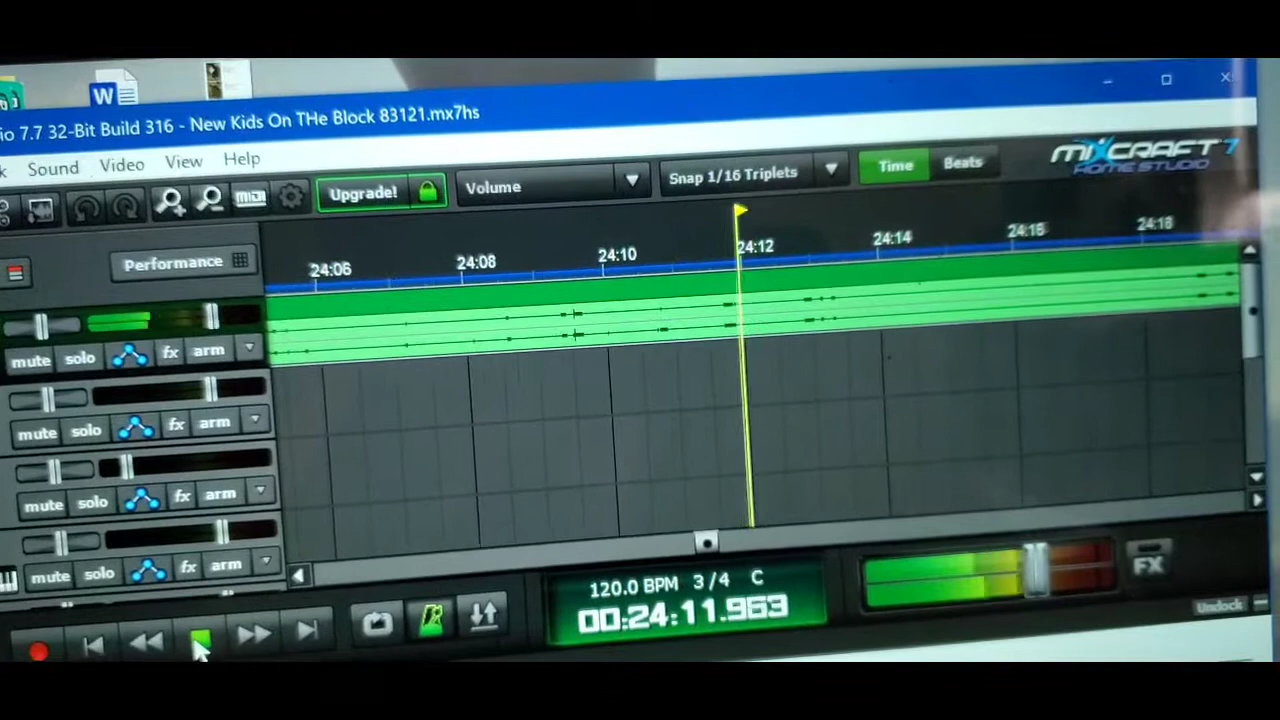 W
io 7.7 32-Bit Build 316 - New Kids On THe Block 83121.mx7hs
Sound Video View Help
MIXCRAFT 7
HOME STUDIO
MIDI Upgrade! Volume Snap 1/16 Triplets Time Beats
Performance
24:06 24:08 24:10 24:12 24:14 24:16 24:18
mute solo fx arm
mute solo fx arm
mute solo fx arm
mute solo fx arm
120.0 BPM 3 / 4 C
00:24:11.963
FX
Undock